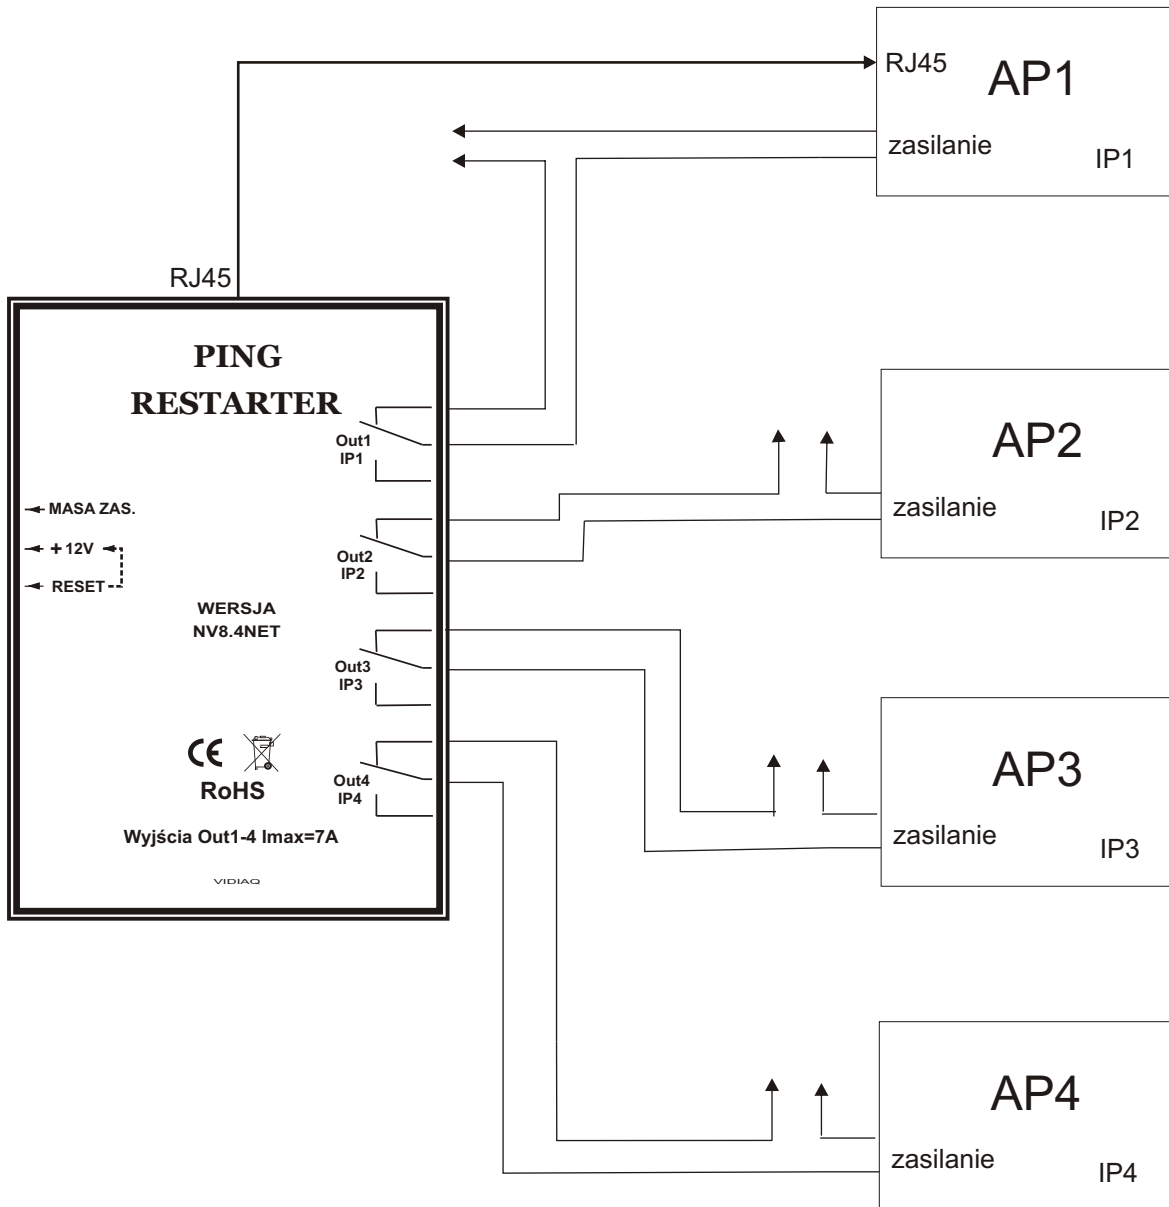 RJ45
AP1
zasilanie
IP1
RJ45
PING
RESTARTER
Out1
IP1
MASA ZAS.
+ 12V
RESET
Out2
IP2
WERSJA
NV8.4NET
Out3
IP3
CE
RoHS
Out4
IP4
Wyjścia Out1-4 Imax=7A
VIDIAQ
AP2
zasilanie
IP2
AP3
zasilanie
IP3
AP4
zasilanie
IP4